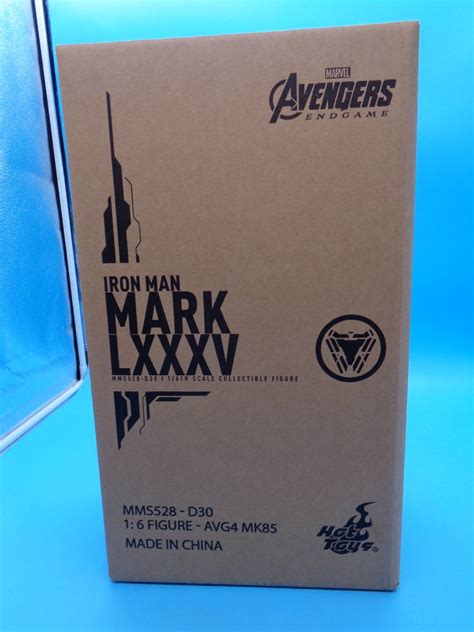 MARVEL
AVENGERS
ENDGAME
IRON MAN
MARK
LXXXV
MMS528-D30 | 1/6TH SCALE COLLECTIBLE FIGURE
MMS528 - D30
1: 6 FIGURE - AVG4 MK85
MADE IN CHINA
Hot
Toys®